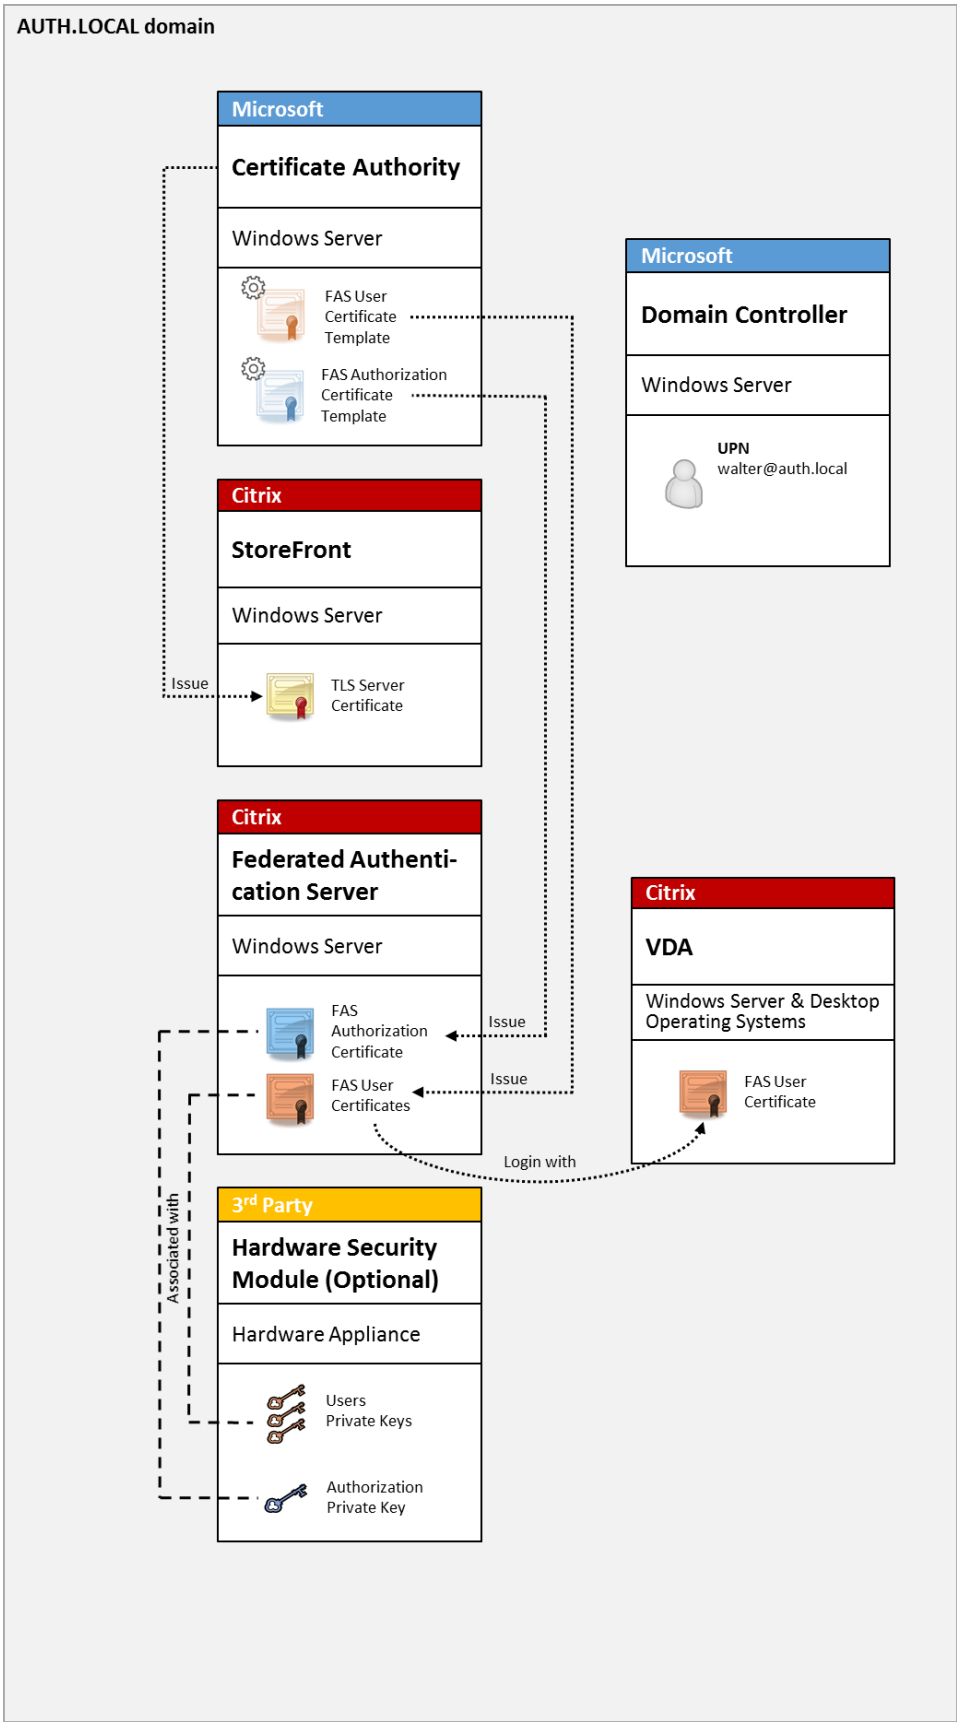 AUTH.LOCAL domain
Microsoft
Certificate Authority
Windows Server
FAS User
Certificate
Template
FAS Authorization
Certificate
Template
Microsoft
Domain Controller
Windows Server
UPN
walter@auth.local
Citrix
StoreFront
Windows Server
Issue
TLS Server
Certificate
Citrix
Federated Authenti-
cation Server
Windows Server
FAS
Authorization
Certificate
Issue
FAS User
Certificates
Issue
Citrix
VDA
Windows Server & Desktop
Operating Systems
FAS User
Certificate
Login with
Associated with
3rd Party
Hardware Security
Module (Optional)
Hardware Appliance
Users
Private Keys
Authorization
Private Key